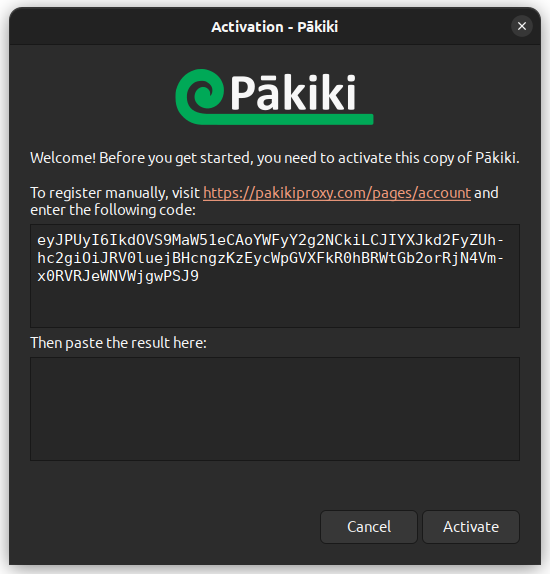 Activation - Pākiki
Pākiki
Welcome! Before you get started, you need to activate this copy of Pākiki.
To register manually, visit https://pakikiproxy.com/pages/account and
enter the following code:
eyJPUyI6IkdOVS9MaW51eCAoYWFyY2g2NCkiLCJIYXJkd2FyZUh-
hc2giOiJRV0luejBHcngzKzEycWpGVXFkR0hBRWtGb2orRjN4Vm-
x0RVRJeWNVWjgwPSJ9
Then paste the result here:
Cancel
Activate